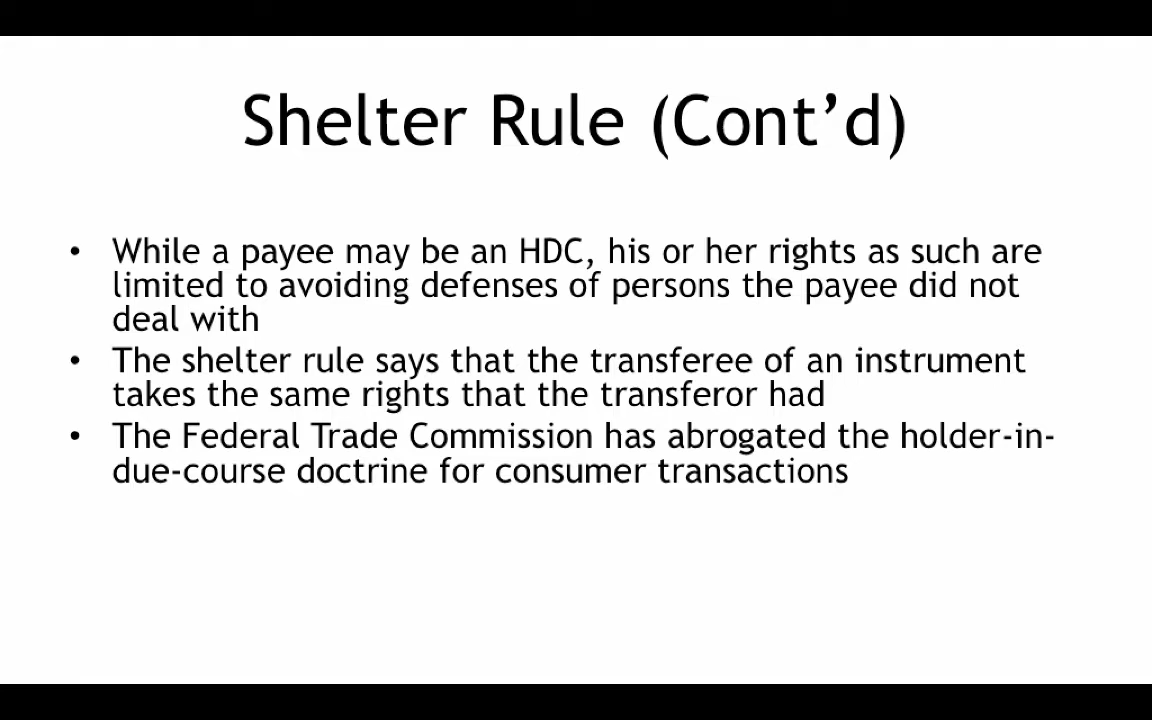 Shelter Rule (Cont’d)
• While a payee may be an HDC, his or her rights as such are
limited to avoiding defenses of persons the payee did not
deal with
• The shelter rule says that the transferee of an instrument
takes the same rights that the transferor had
• The Federal Trade Commission has abrogated the holder-in-
due-course doctrine for consumer transactions